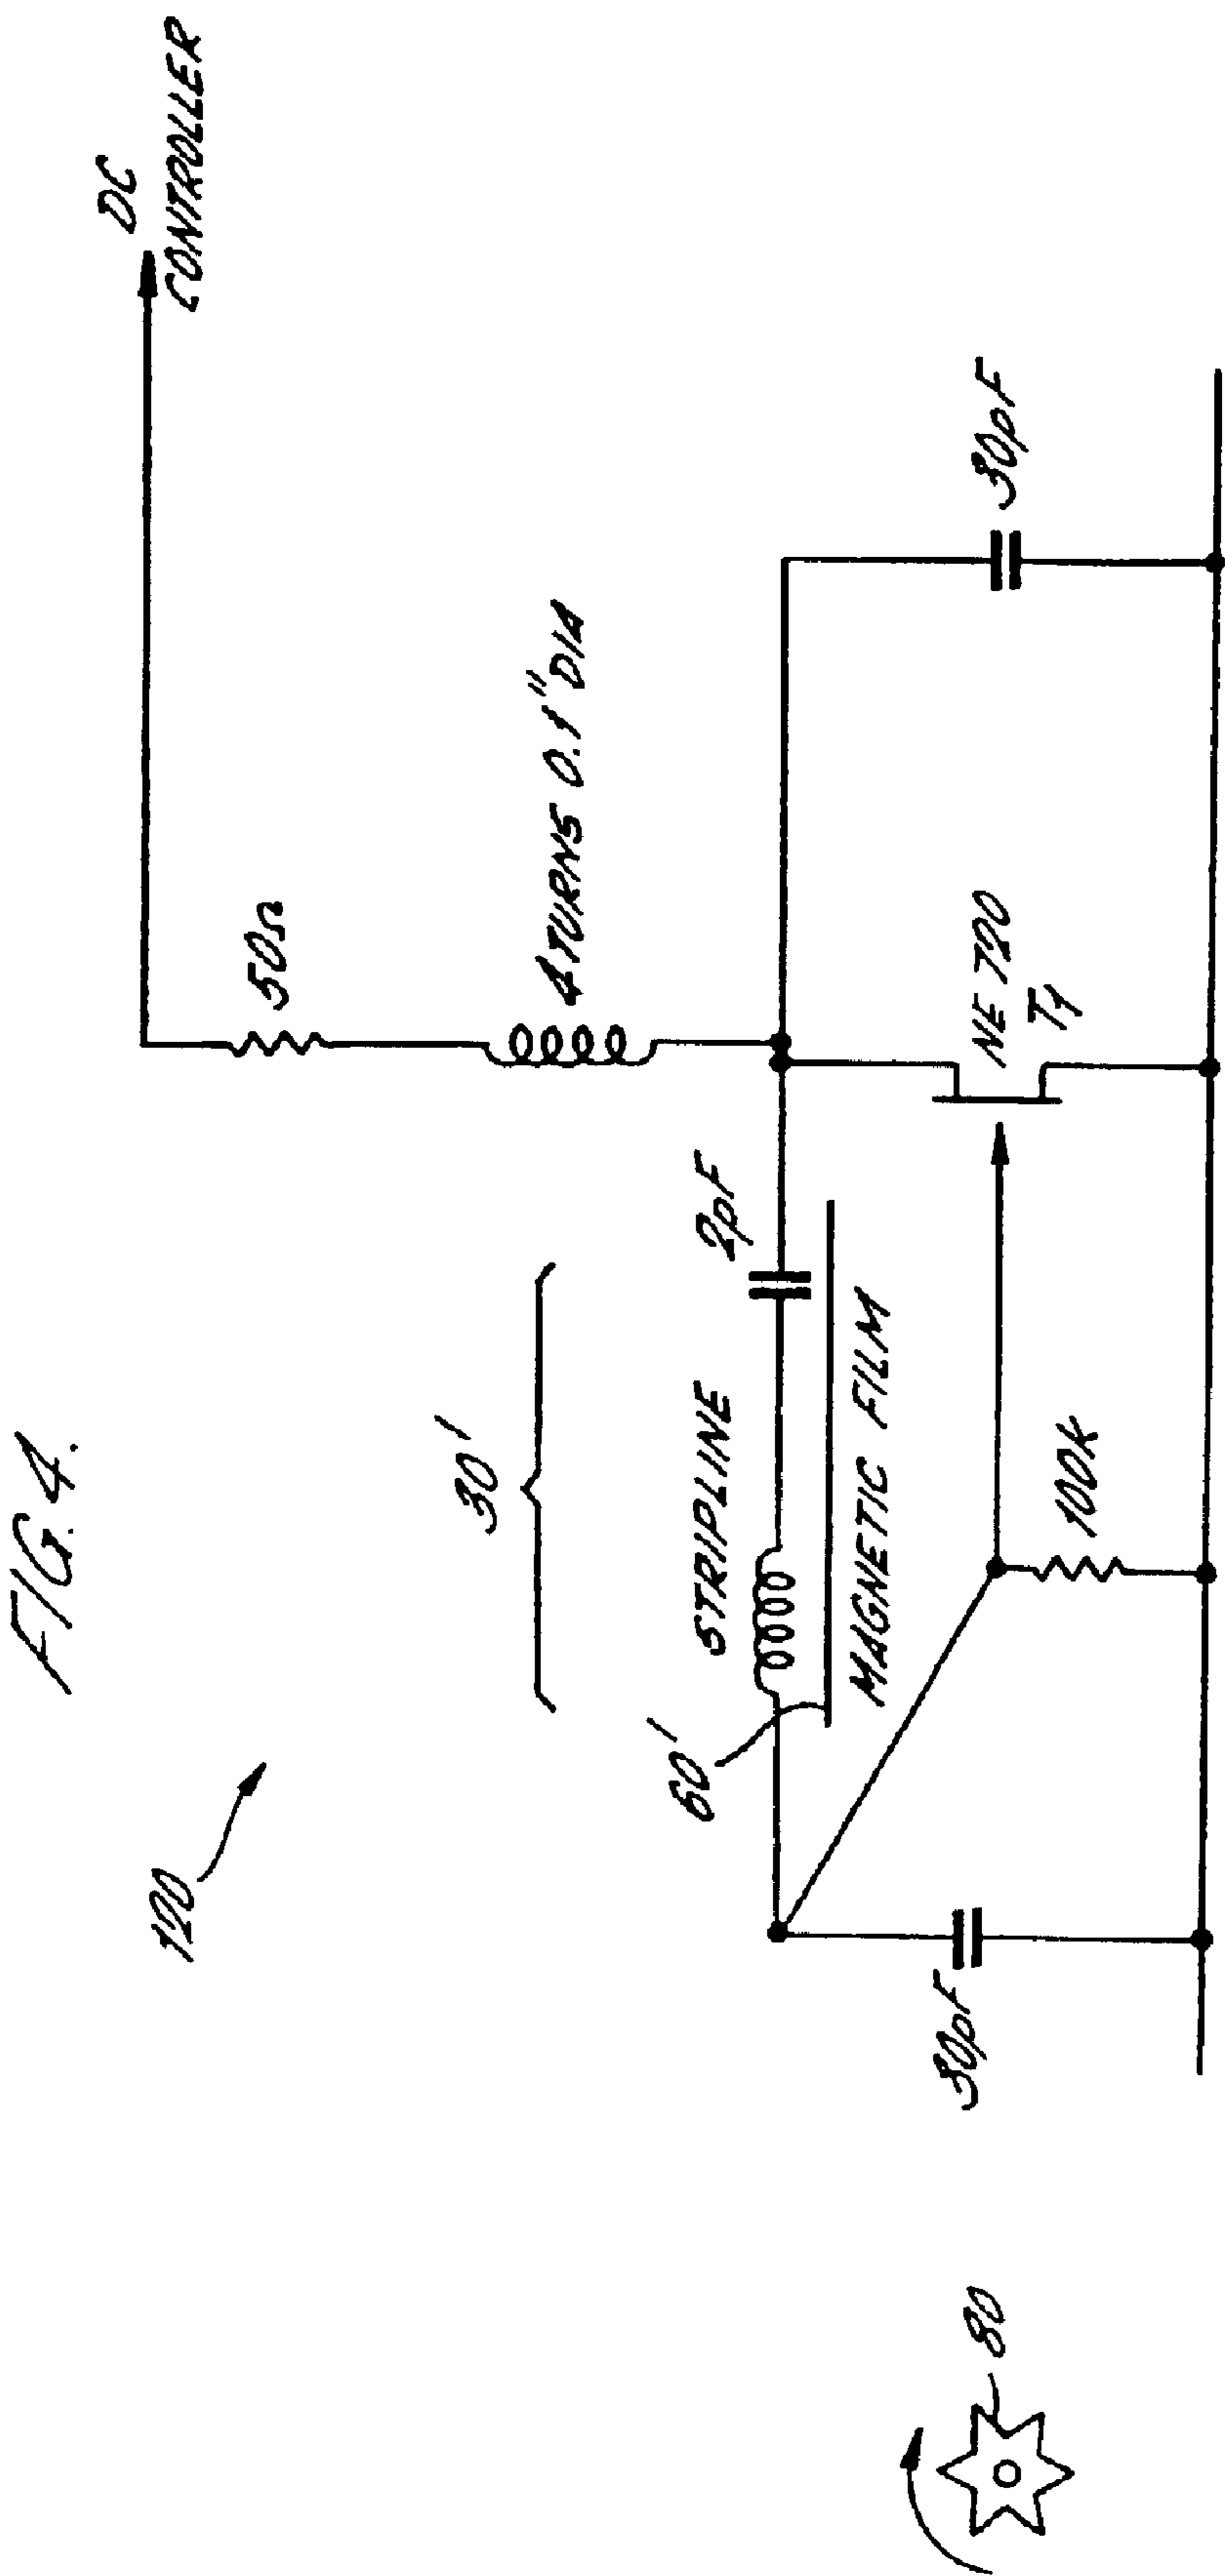 FIG. 4.
120
DC
CONTROLLER
50Ω
4 TURNS 0.1" DIA
30'
STRIPLINE
2pF
60'
MAGNETIC FILM
30pF
NE 720
T1
100K
30pF
80